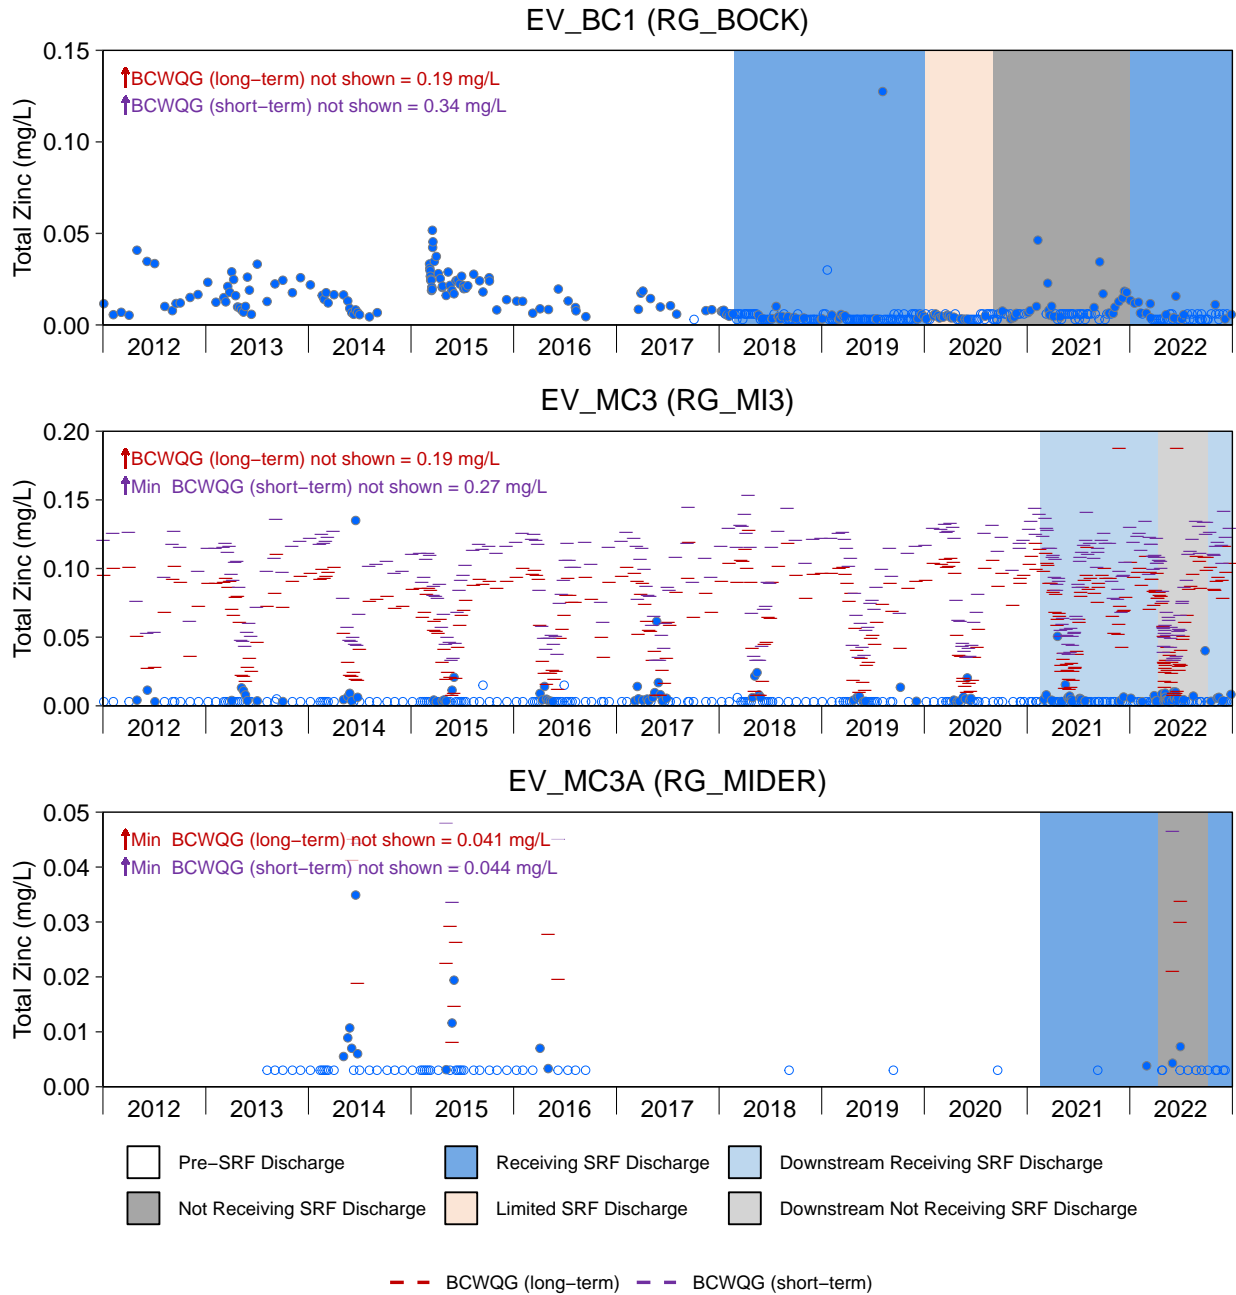 EV_BC1 (RG_BOCK)
0.15
0.10
0.05
0.00
Total Zinc (mg/L)
BCWQG (long−term) not shown = 0.19 mg/L
BCWQG (short−term) not shown = 0.34 mg/L
2012 2013 2014 2015 2016 2017 2018 2019 2020 2021 2022
EV_MC3 (RG_MI3)
0.20
0.15
0.10
0.05
0.00
Total Zinc (mg/L)
BCWQG (long−term) not shown = 0.19 mg/L
Min BCWQG (short−term) not shown = 0.27 mg/L
2012 2013 2014 2015 2016 2017 2018 2019 2020 2021 2022
EV_MC3A (RG_MIDER)
0.05
0.04
0.03
0.02
0.01
0.00
Total Zinc (mg/L)
Min BCWQG (long−term) not shown = 0.041 mg/L
Min BCWQG (short−term) not shown = 0.044 mg/L
2012 2013 2014 2015 2016 2017 2018 2019 2020 2021 2022
Pre−SRF Discharge Receiving SRF Discharge Downstream Receiving SRF Discharge
Not Receiving SRF Discharge Limited SRF Discharge Downstream Not Receiving SRF Discharge
BCWQG (long−term) BCWQG (short−term)